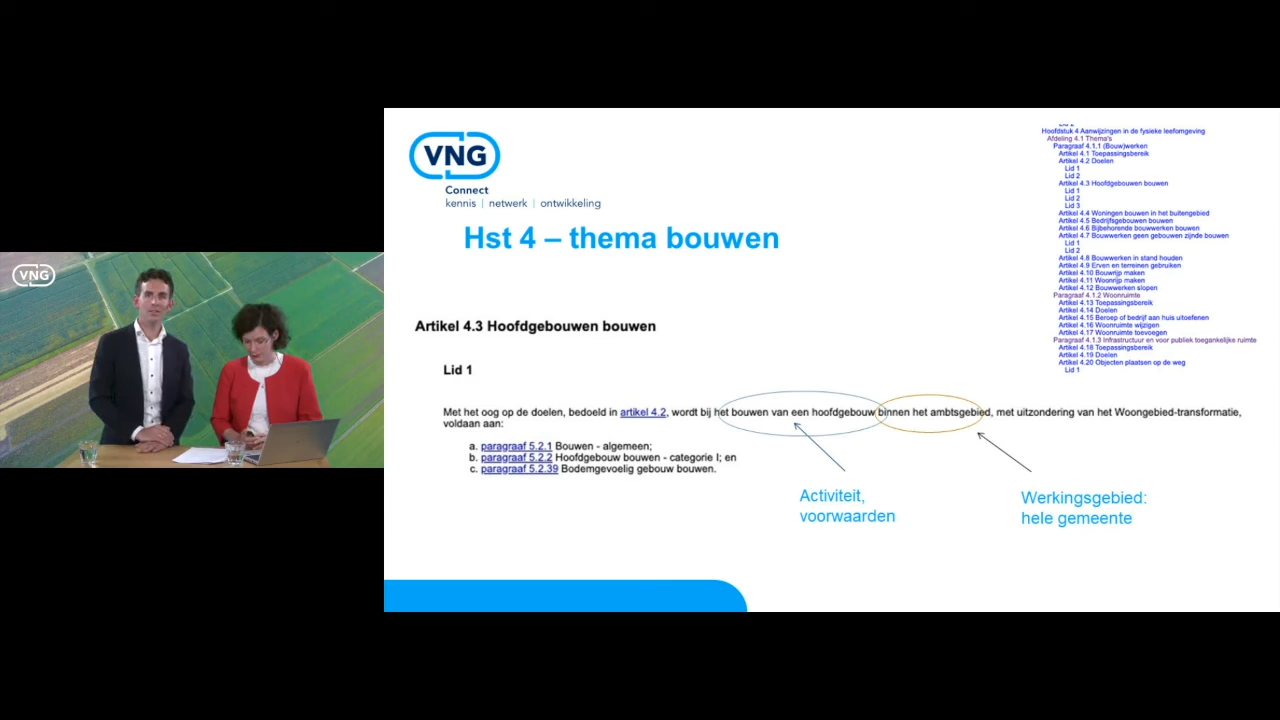 VNG
VNG
Connect
kennis | netwerk | ontwikkeling
Hst 4 – thema bouwen
Hoofdstuk 4 Aanwijzingen in de fysieke leefomgeving
Afdeling 4.1 Thema's
Paragraaf 4.1.1 (Bouw)werken
Artikel 4.1 Toepassingsbereik
Artikel 4.2 Doelen
Lid 1
Lid 2
Artikel 4.3 Hoofdgebouwen bouwen
Lid 1
Lid 2
Lid 3
Artikel 4.4 Woningen bouwen in het buitengebied
Artikel 4.5 Bedrijfsgebouwen bouwen
Artikel 4.6 Bijbehorende bouwwerken bouwen
Artikel 4.7 Bouwwerken geen gebouwen zijnde bouwen
Lid 1
Lid 2
Artikel 4.8 Bouwwerken in stand houden
Artikel 4.9 Erven en terreinen gebruiken
Artikel 4.10 Bouwrijp maken
Artikel 4.11 Woonrijp maken
Artikel 4.12 Bouwwerken slopen
Paragraaf 4.1.2 Woonruimte
Artikel 4.13 Toepassingsbereik
Artikel 4.14 Doelen
Artikel 4.15 Beroep of bedrijf aan huis uitoefenen
Artikel 4.16 Woonruimte wijzigen
Artikel 4.17 Woonruimte toevoegen
Paragraaf 4.1.3 Infrastructuur en voor publiek toegankelijke ruimte
Artikel 4.18 Toepassingsbereik
Artikel 4.19 Doelen
Artikel 4.20 Objecten plaatsen op de weg
Lid 1
Artikel 4.3 Hoofdgebouwen bouwen
Lid 1
Met het oog op de doelen, bedoeld in artikel 4.2, wordt bij het bouwen van een hoofdgebouw binnen het ambtsgebied, met uitzondering van het Woongebied-transformatie,
voldaan aan:
a. paragraaf 5.2.1 Bouwen - algemeen;
b. paragraaf 5.2.2 Hoofdgebouw bouwen - categorie I; en
c. paragraaf 5.2.39 Bodemgevoelig gebouw bouwen.
Activiteit,
voorwaarden
Werkingsgebied:
hele gemeente